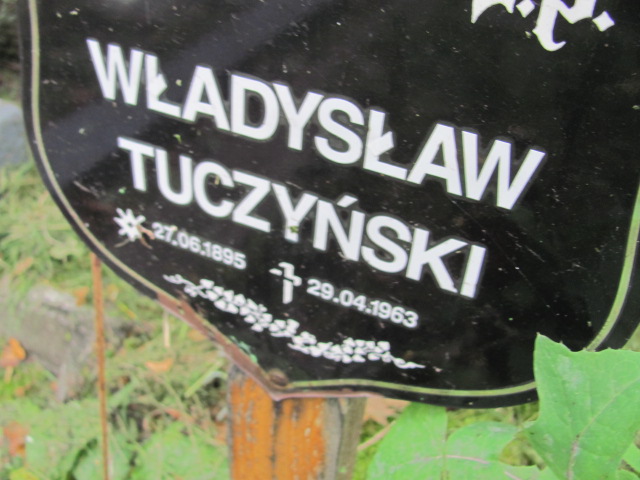 Ś.P.
WŁADYSŁAW
TUCZYŃSKI
27.06.1895 29.04.1963